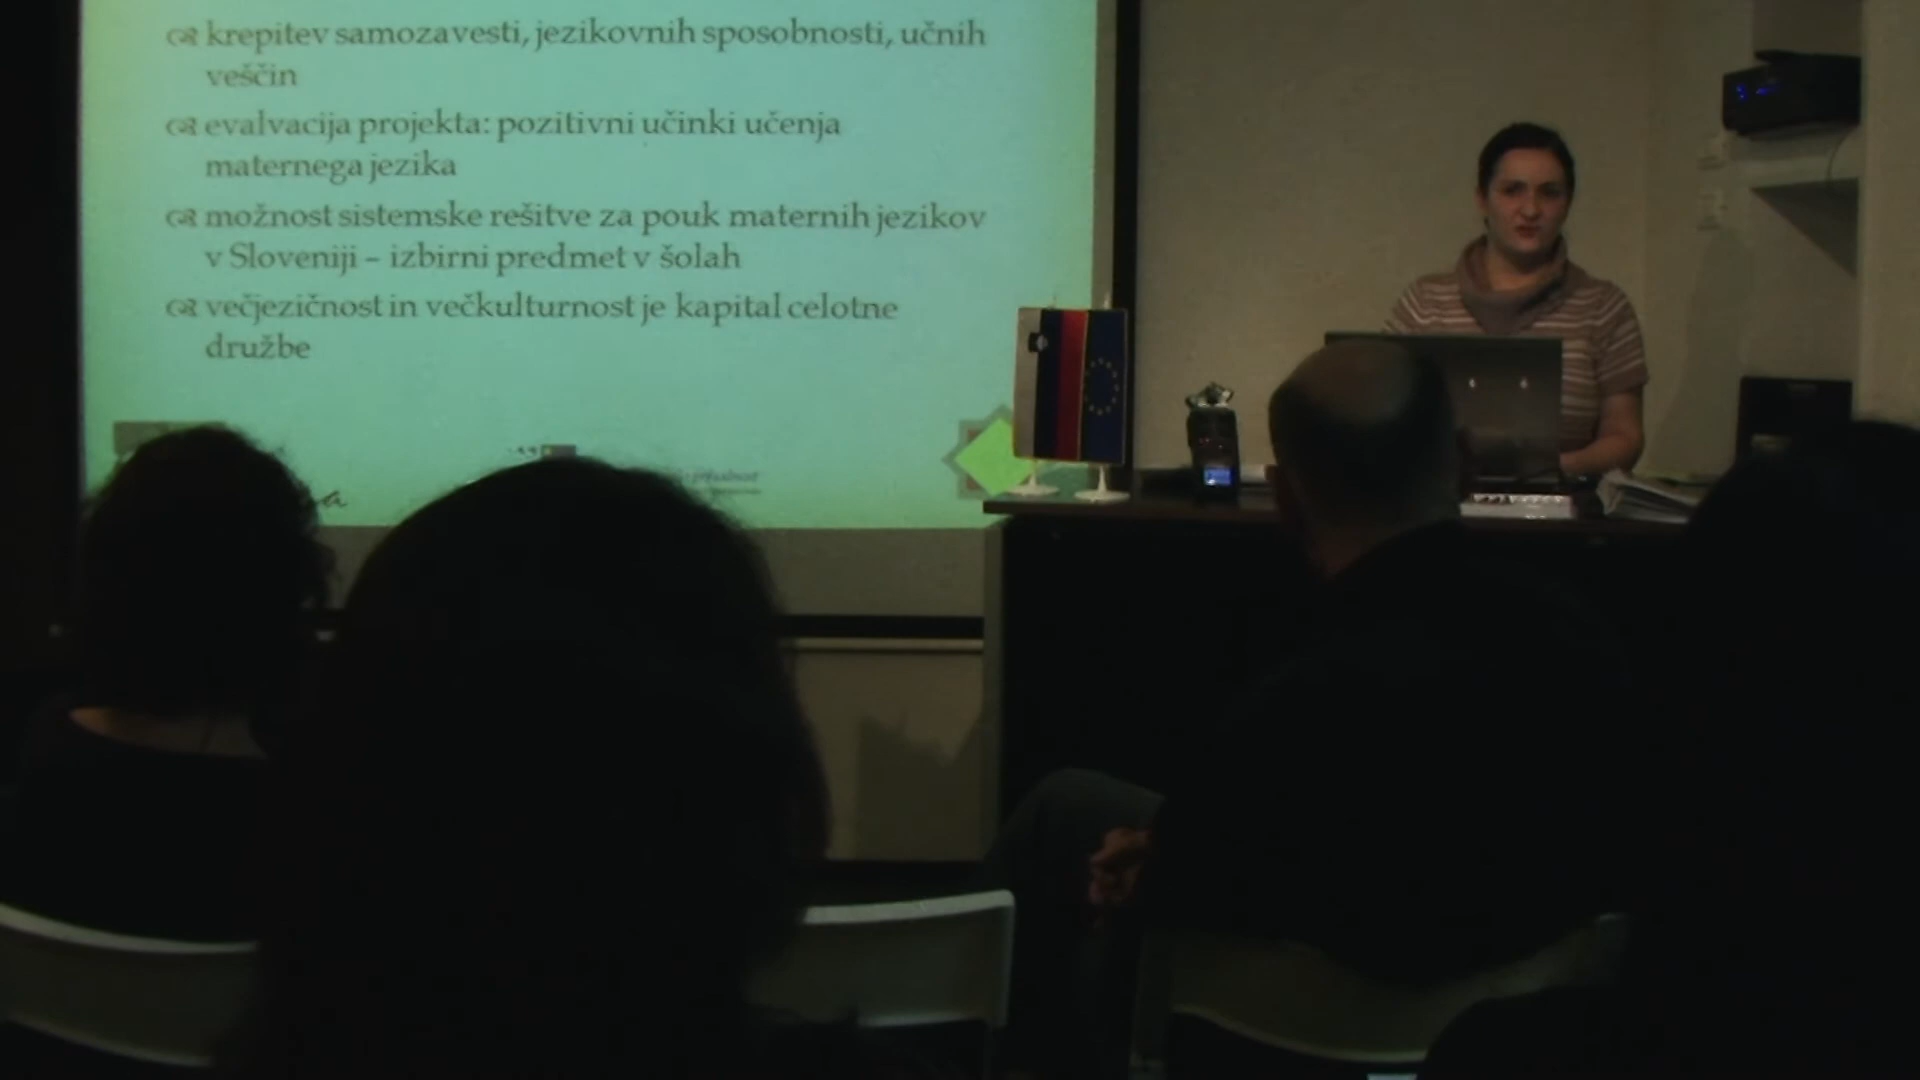 krepitev samozavesti, jezikovnih sposobnosti, učnih
veščin
evalvacija projekta: pozitivni učinki učenja
maternega jezika
možnost sistemske rešitve za pouk maternih jezikov
v Sloveniji – izbirni predmet v šolah
večjezičnost in večkulturnost je kapital celotne
družbe